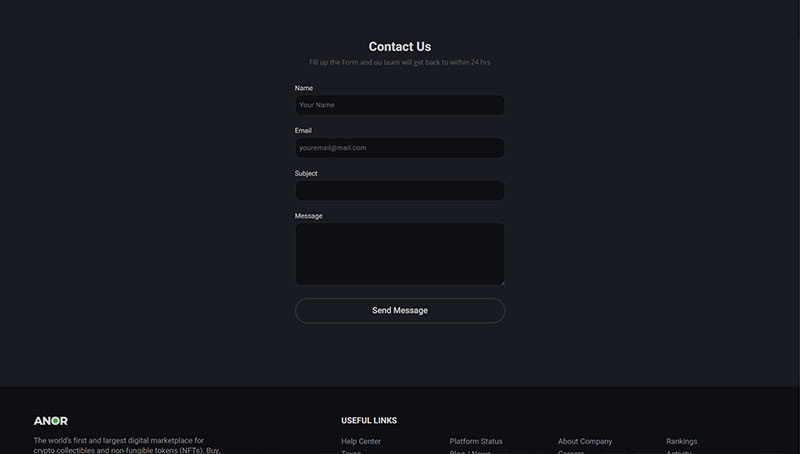 Contact Us
Fill up the Form and ou team will get back to within 24 hrs
Name
Your Name
Email
youremail@mail.com
Subject
Message
Send Message
ANOR
USEFUL LINKS
The world's first and largest digital marketplace for
crypto collectibles and non-fungible tokens (NFTs). Buy,
Help Center
Platform Status
About Company
Rankings
Taxes
Blog / News
Careers
Activity